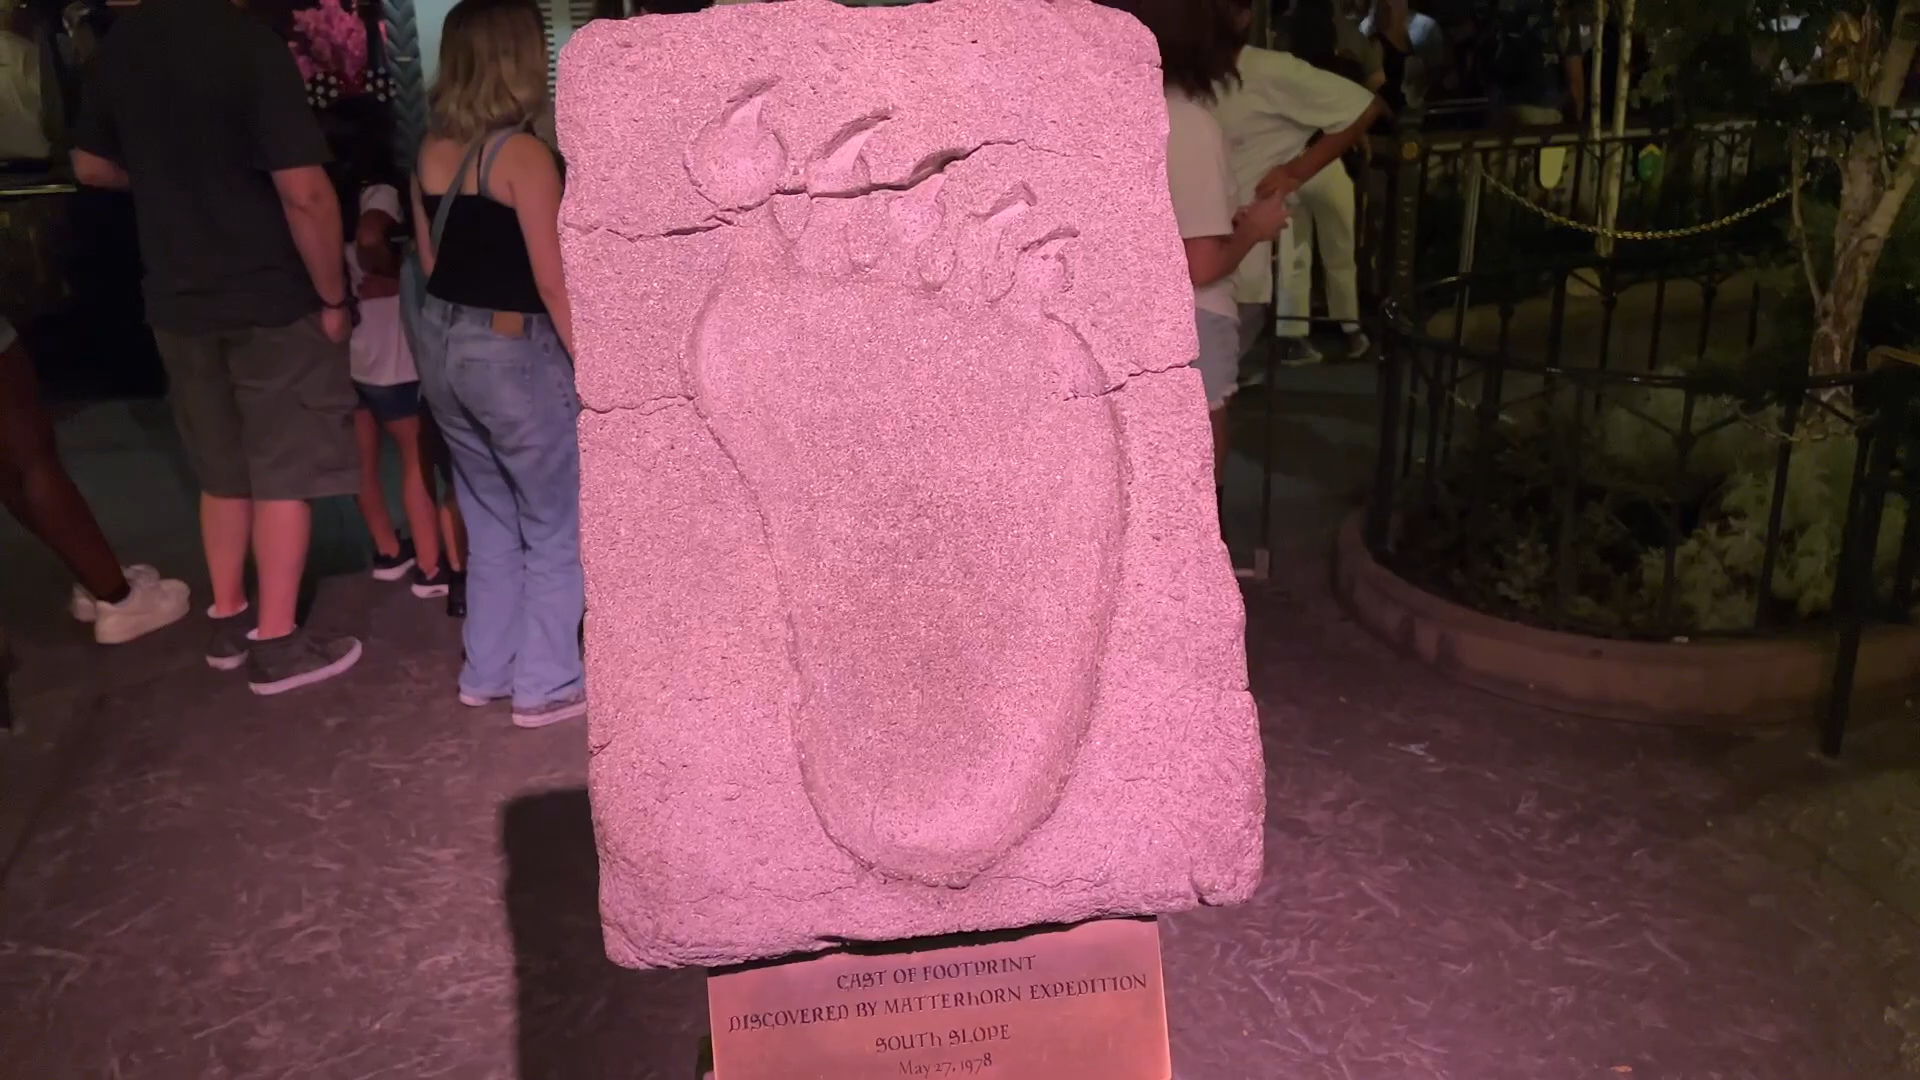 CAST OF FOOTPRINT
DISCOVERED BY MATTERHORN EXPEDITION
SOUTH SLOPE
May 27, 1978